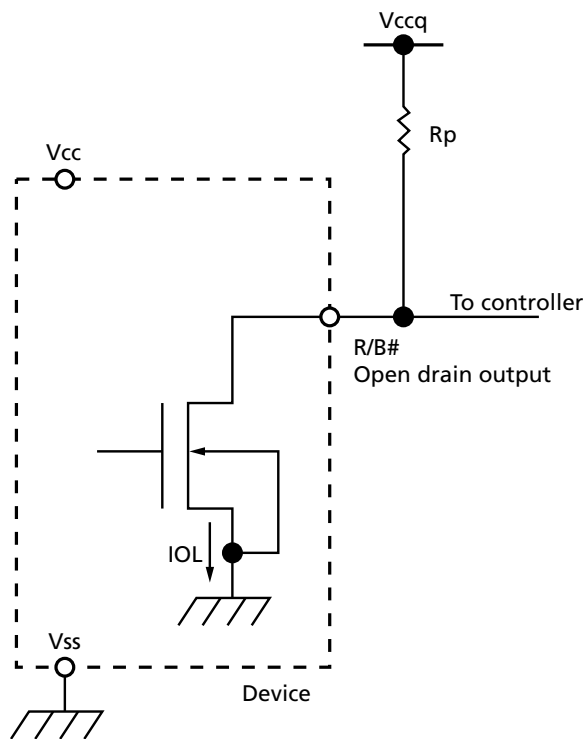 Vccq
Rp
Vcc
To controller
R/B#
Open drain output
IOL
Vss
Device